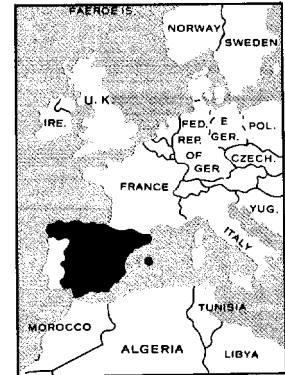 FAEROE IS.
NORWAY
SWEDEN
U. K.
IRE.
FED. REP. OF GER
E GER.
POL.
CZECH.
FRANCE
YUG.
ITALY
MOROCCO
ALGERIA
TUNISIA
LIBYA